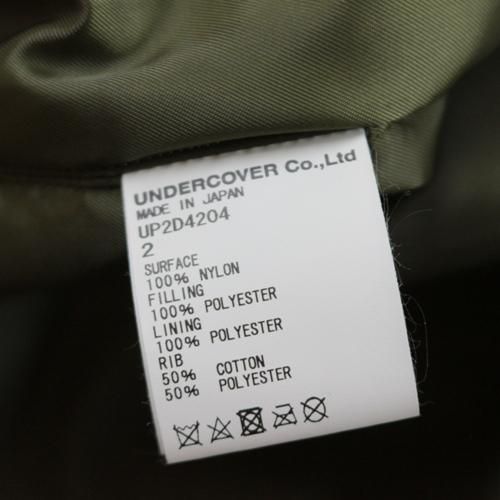 UNDERCOVER Co.,Ltd
MADE IN JAPAN
UP2D4204
2
SURFACE
100% NYLON
FILLING
100% POLYESTER
LINING
100% POLYESTER
RIB
50% COTTON
50% POLYESTER